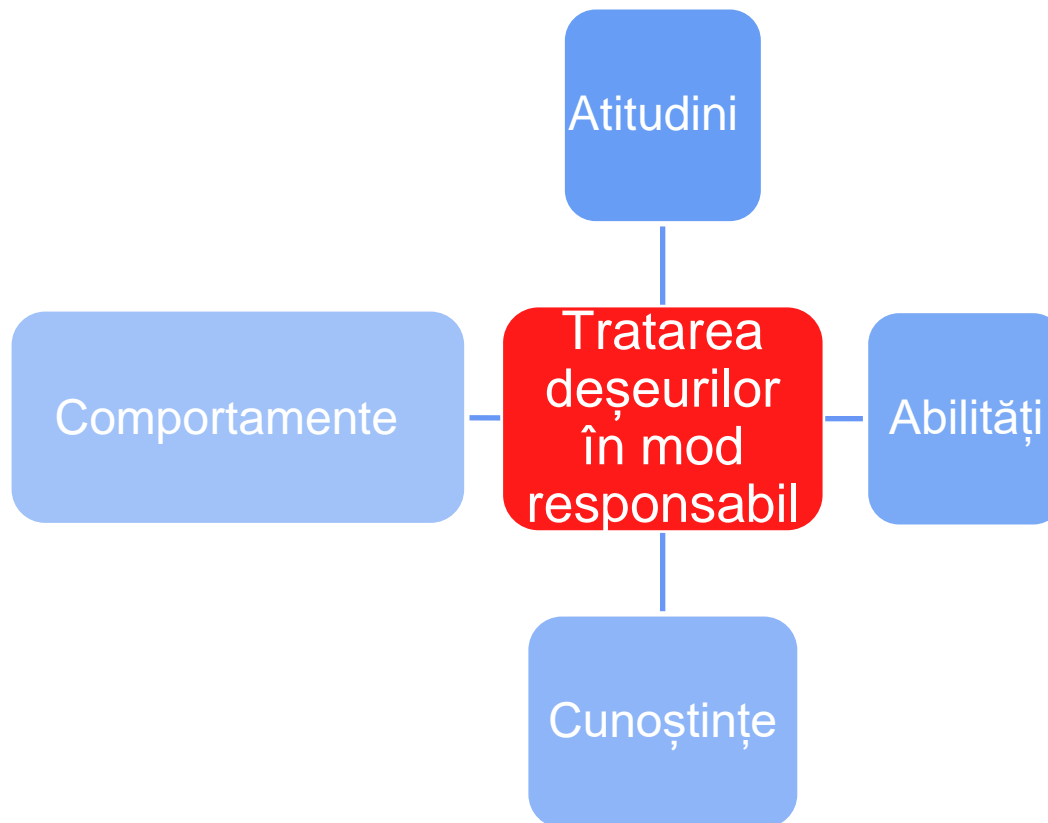 Atitudini
Comportamente
Tratarea
deșeurilor
în mod
responsabil
Abilități
Cunoștințe